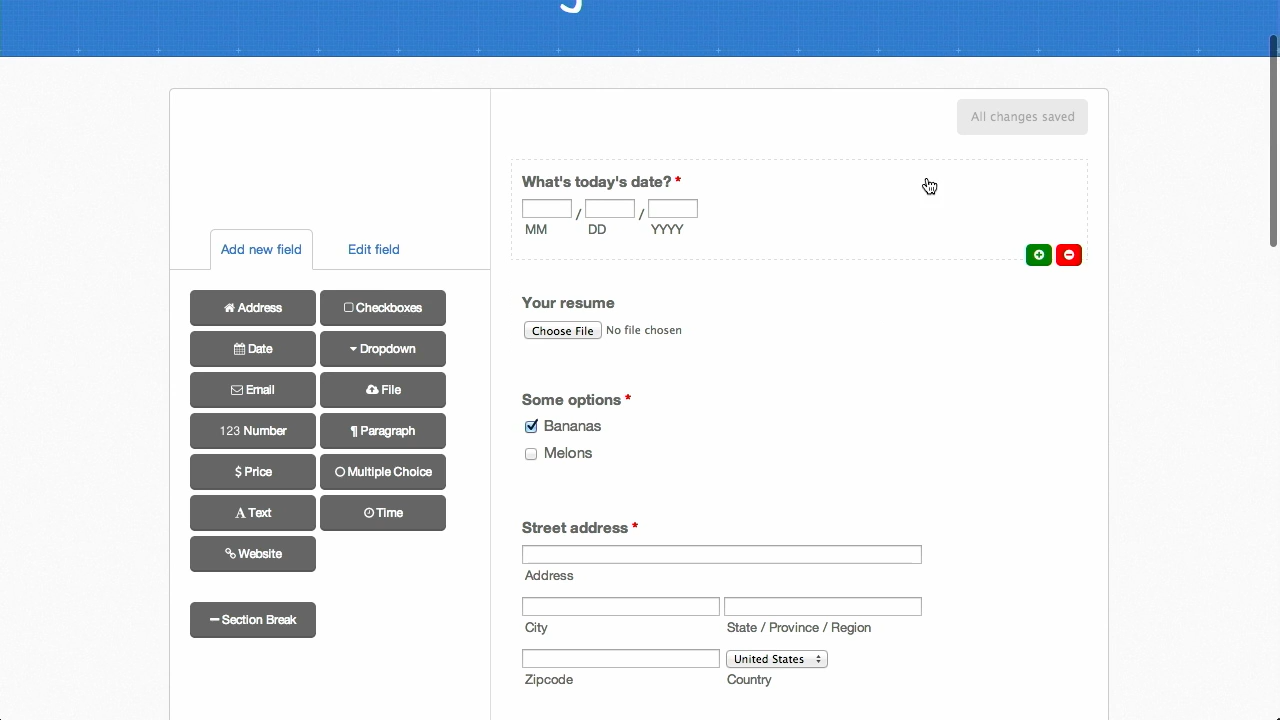 All changes saved
What's today's date? *
/ /
MM DD YYYY
Add new field Edit field
Address Checkboxes
Date Dropdown
Email File
123 Number ¶ Paragraph
$ Price Multiple Choice
A Text Time
Website
Section Break
Your resume
Choose File No file chosen
Some options *
Bananas
Melons
Street address *
Address
City State / Province / Region
United States
Zipcode Country